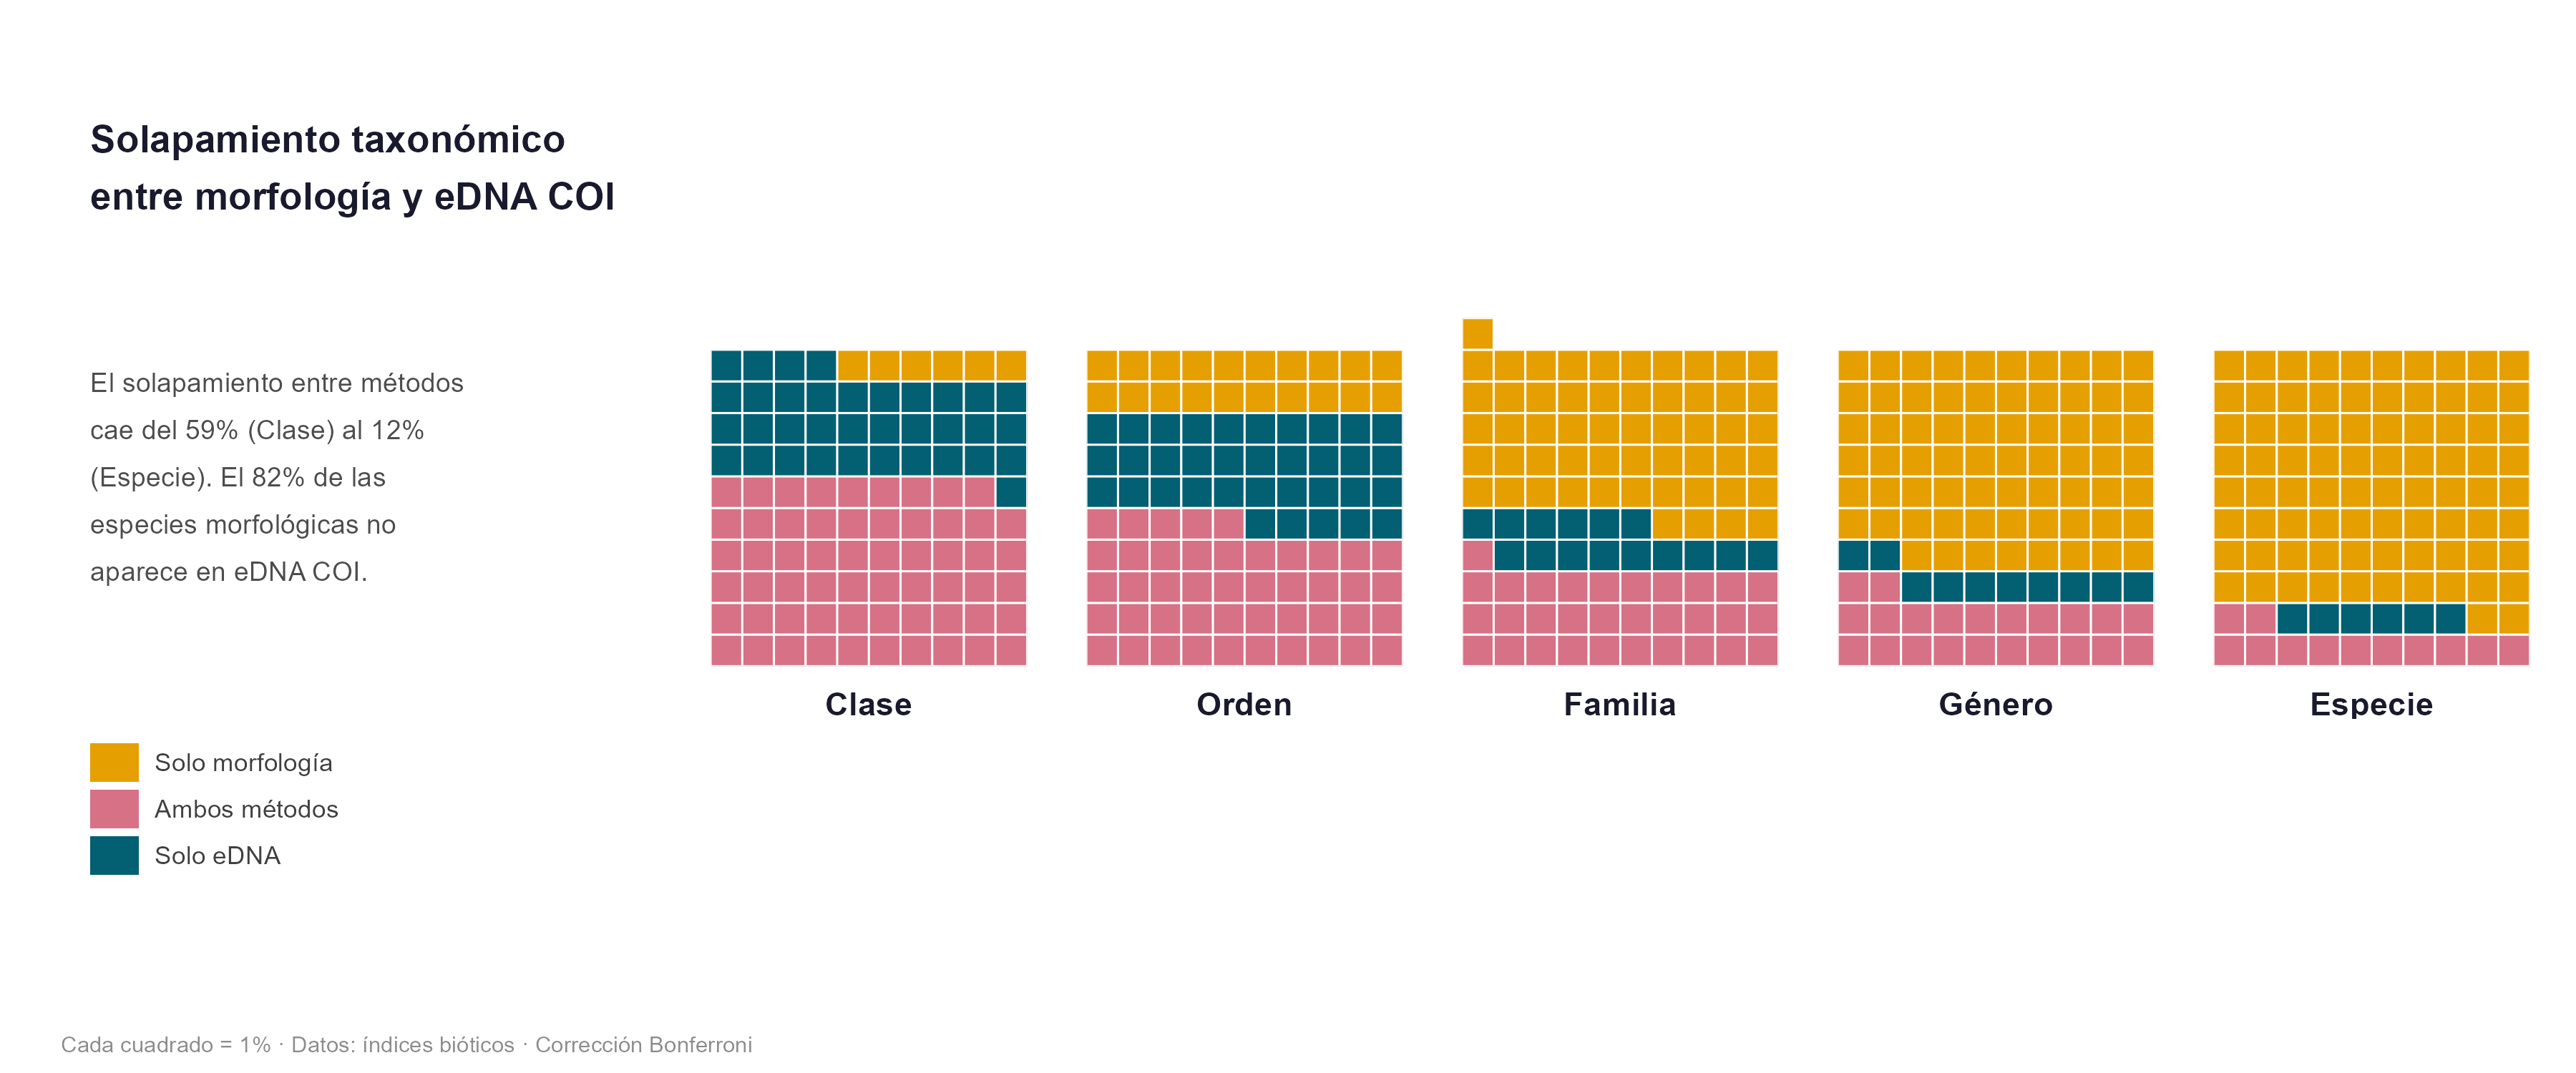 Solapamiento taxonómico
entre morfología y eDNA COI
El solapamiento entre métodos
cae del 59% (Clase) al 12%
(Especie). El 82% de las
especies morfológicas no
aparece en eDNA COI.
Clase
Orden
Familia
Género
Especie
Solo morfología
Ambos métodos
Solo eDNA
Cada cuadrado = 1% · Datos: índices bióticos · Corrección Bonferroni